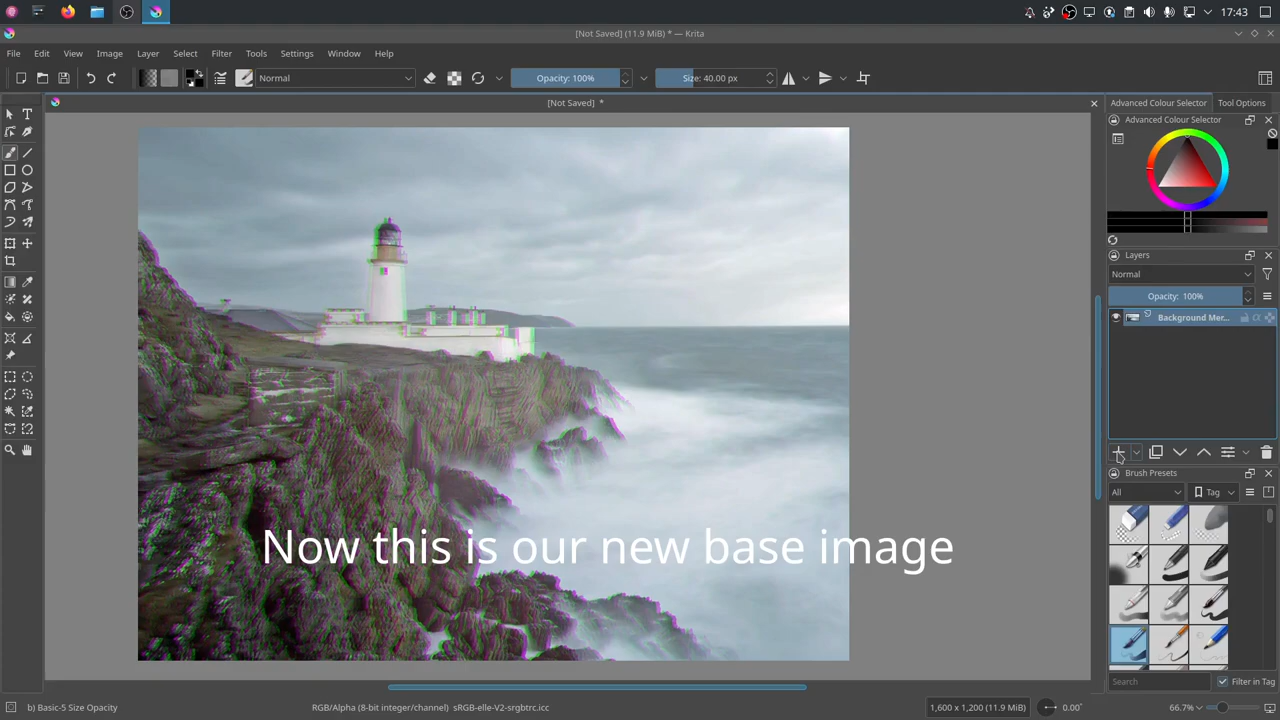 17:43
[Not Saved] (11.9 MiB) * — Krita
File Edit View Image Layer Select Filter Tools Settings Window Help
Normal Opacity: 100% Size: 40.00 px
[Not Saved] *
Advanced Colour Selector Tool Options
Advanced Colour Selector
Layers
Normal
Opacity: 100%
Background Mer...
Brush Presets
All Tag
Now this is our new base image
Search Filter in Tag
b) Basic-5 Size Opacity RGB/Alpha (8-bit integer/channel) sRGB-elle-V2-srgbtrc.icc 1,600 x 1,200 (11.9 MiB) 0.00° 66.7%